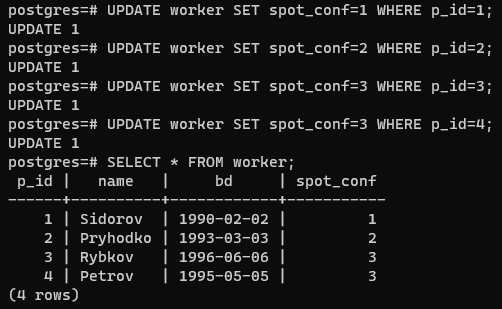 postgres=# UPDATE worker SET spot_conf=1 WHERE p_id=1;
UPDATE 1
postgres=# UPDATE worker SET spot_conf=2 WHERE p_id=2;
UPDATE 1
postgres=# UPDATE worker SET spot_conf=3 WHERE p_id=3;
UPDATE 1
postgres=# UPDATE worker SET spot_conf=3 WHERE p_id=4;
UPDATE 1
postgres=# SELECT * FROM worker;
 p_id |   name   |     bd     | spot_conf
------+----------+------------+-----------
    1 | Sidorov  | 1990-02-02 |         1
    2 | Pryhodko | 1993-03-03 |         2
    3 | Rybkov   | 1996-06-06 |         3
    4 | Petrov   | 1995-05-05 |         3
(4 rows)